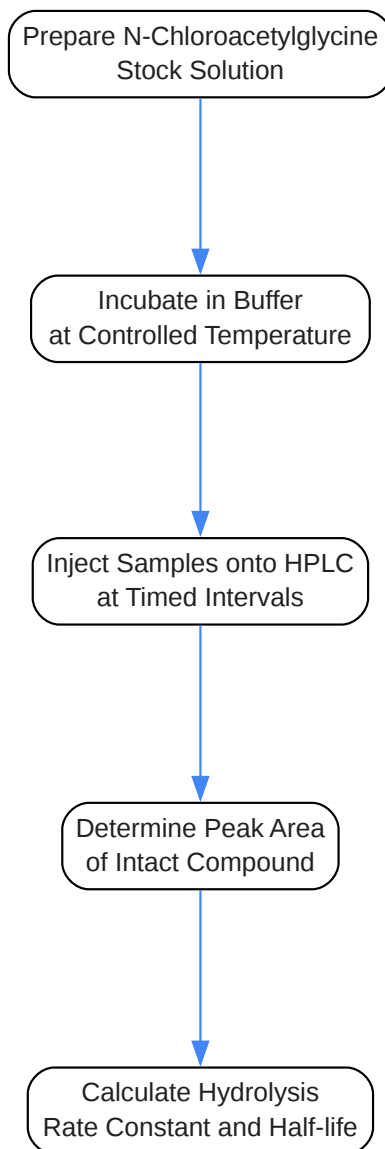 Prepare N-Chloroacetylglycine
Stock Solution
Incubate in Buffer
at Controlled Temperature
Inject Samples onto HPLC
at Timed Intervals
Determine Peak Area
of Intact Compound
Calculate Hydrolysis
Rate Constant and Half-life